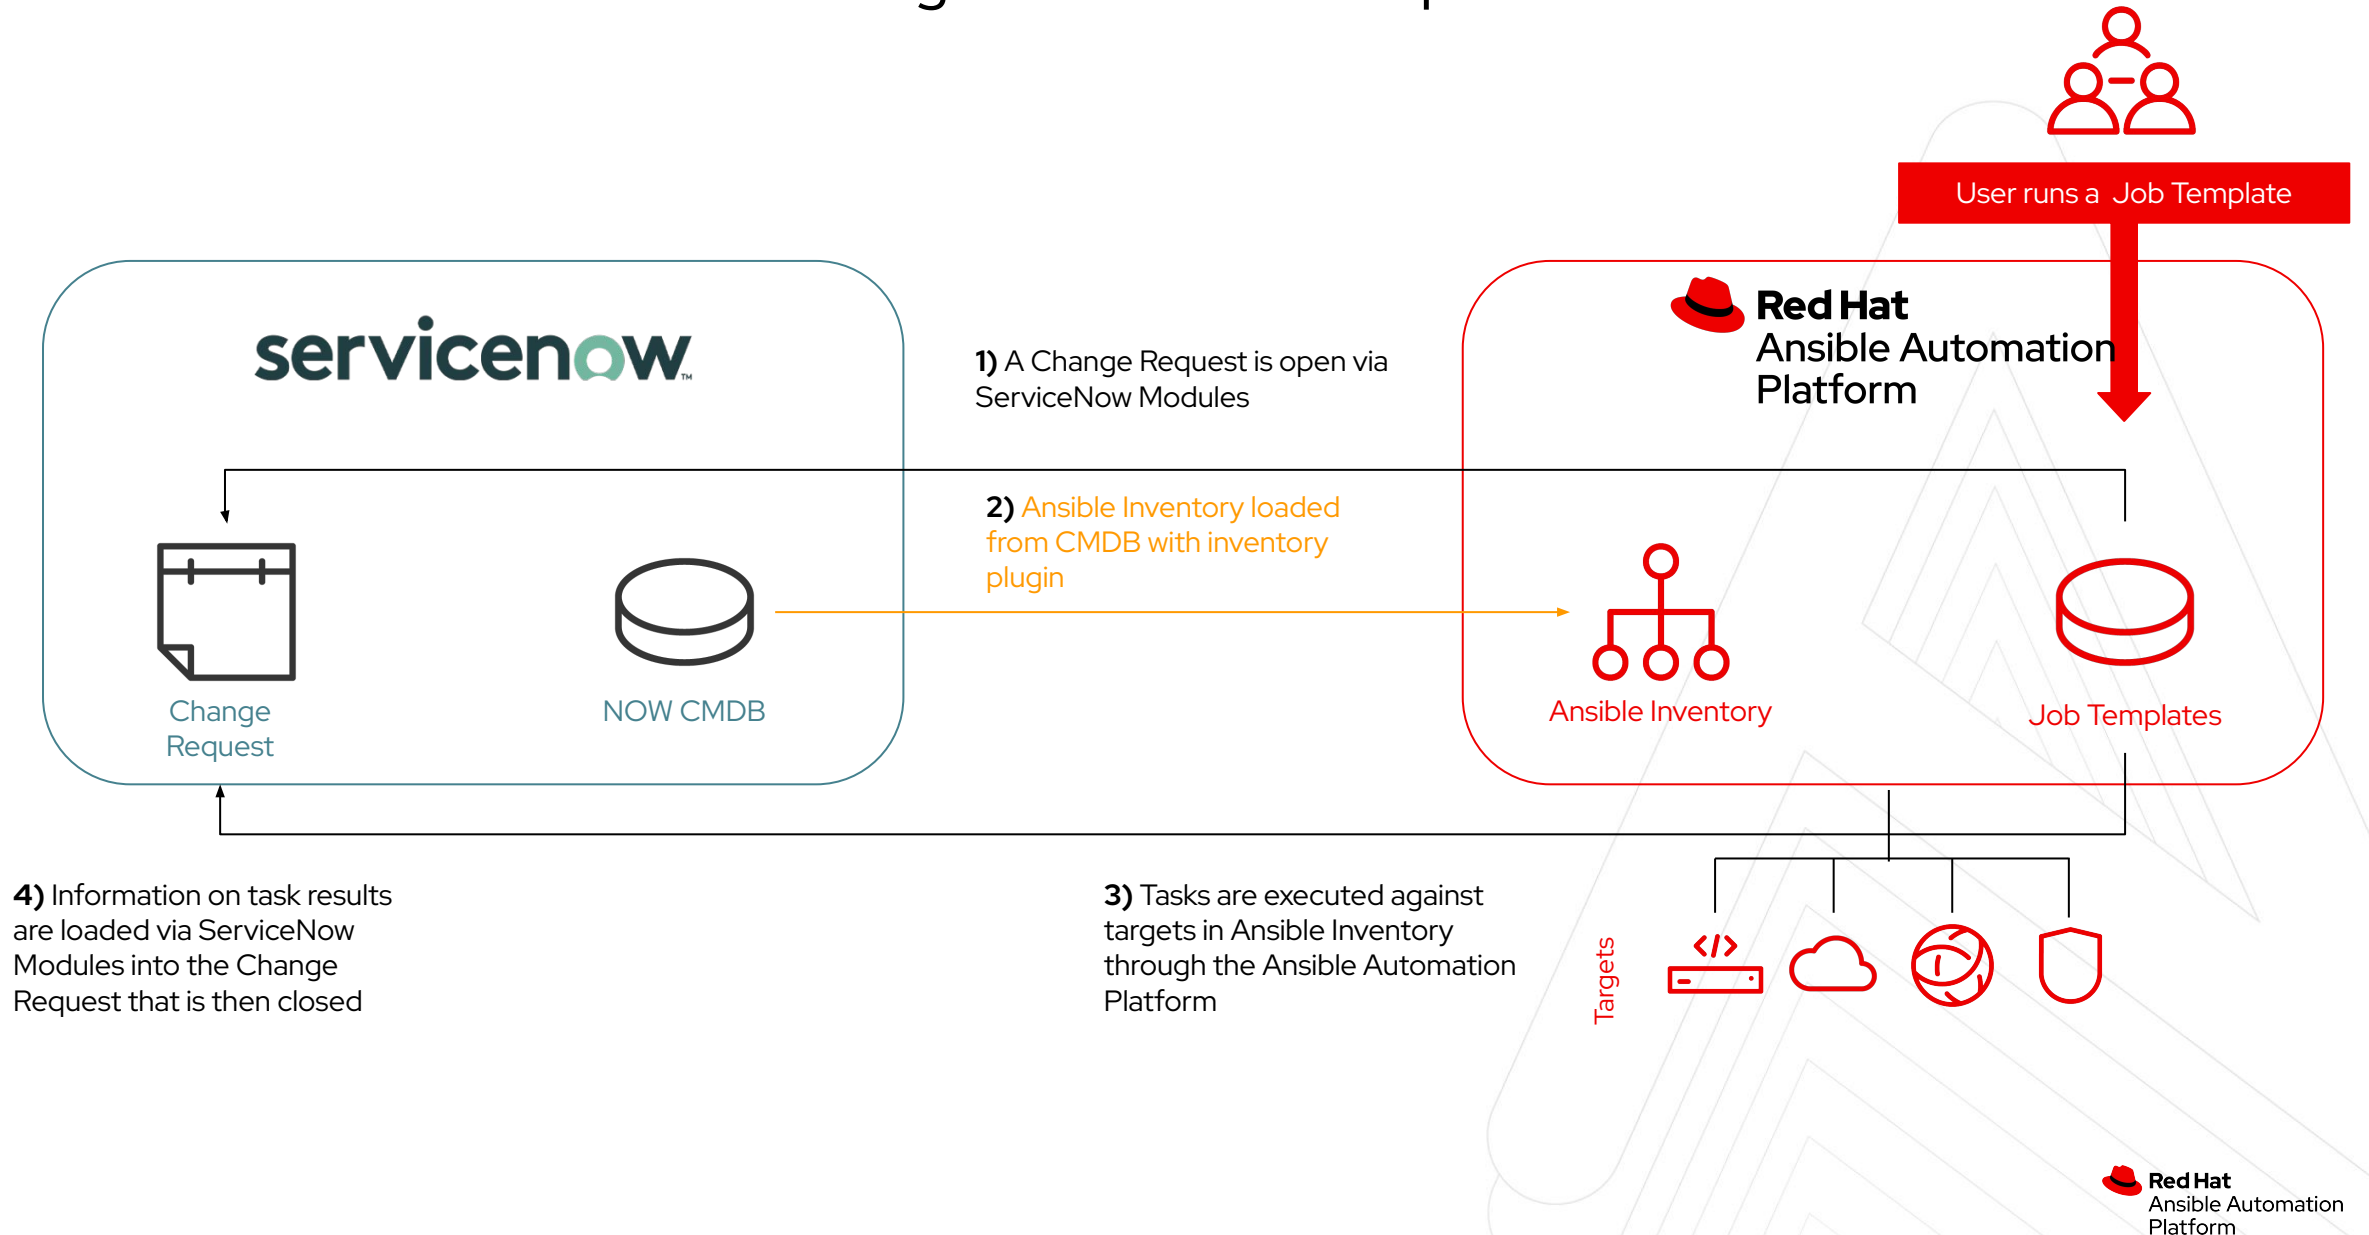 User runs a Job Template
servicenow™
Red Hat
Ansible Automation
Platform
1) A Change Request is open via
ServiceNow Modules
2) Ansible Inventory loaded
from CMDB with inventory
plugin
Change
Request
NOW CMDB
Ansible Inventory
Job Templates
4) Information on task results
are loaded via ServiceNow
Modules into the Change
Request that is then closed
3) Tasks are executed against
targets in Ansible Inventory
through the Ansible Automation
Platform
Targets
Red Hat
Ansible Automation
Platform